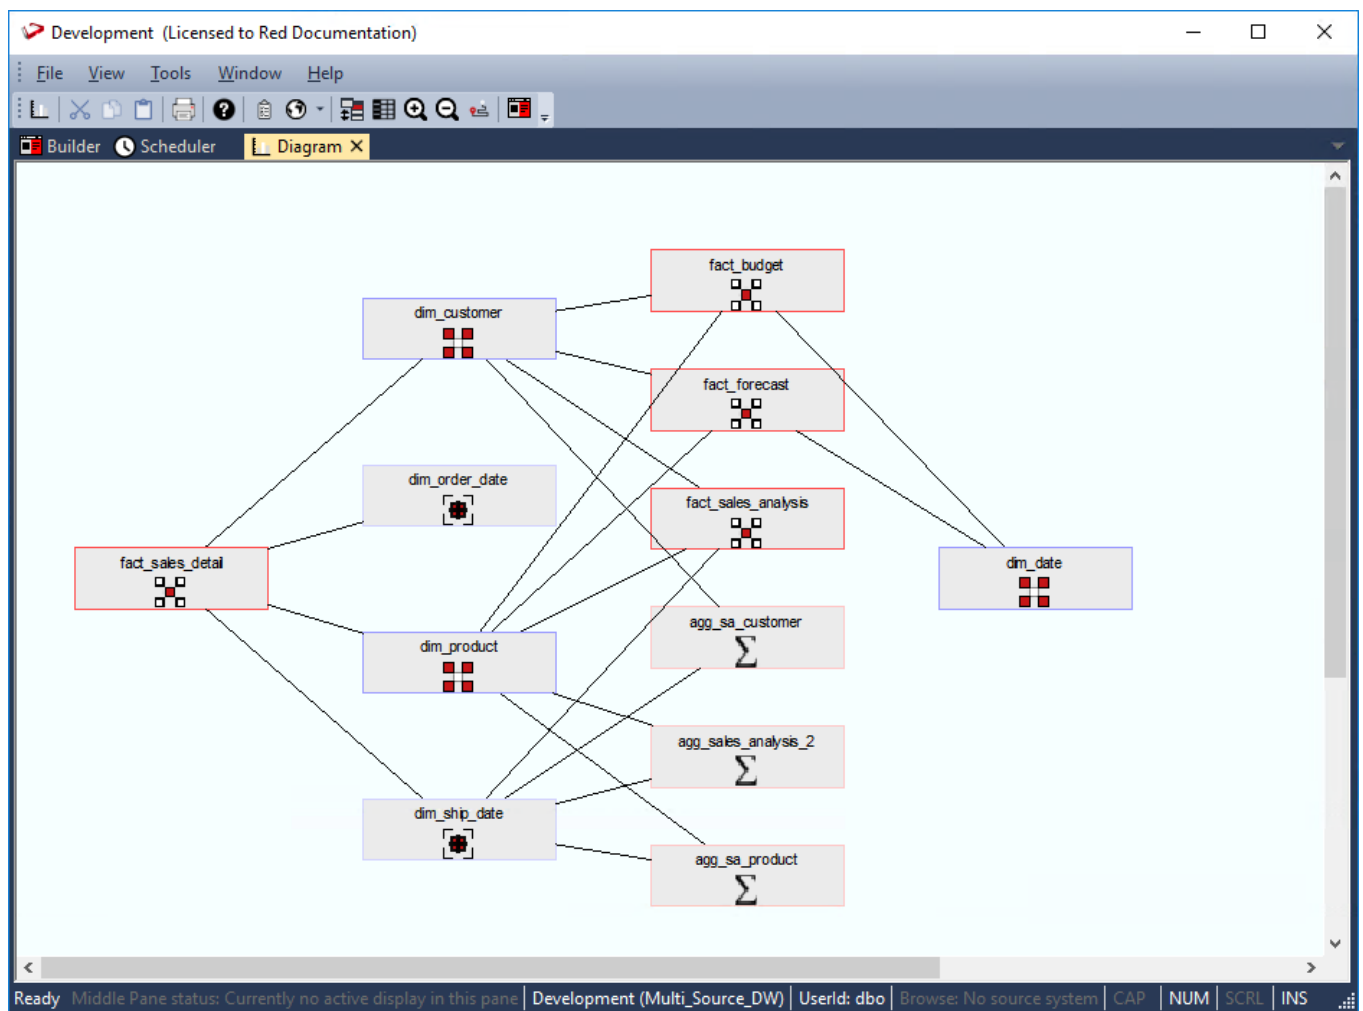 Development (Licensed to Red Documentation)
File View Tools Window Help
Builder Scheduler Diagram
fact_budget
dim_customer
fact_forecast
dim_order_date
fact_sales_analysis
fact_sales_detail
dim_date
agg_sa_customer
dim_product
agg_sales_analysis_2
dim_ship_date
agg_sa_product
Ready Middle Pane status: Currently no active display in this pane Development (Multi_Source_DW) UserId: dbo Browse: No source system CAP NUM SCRL INS